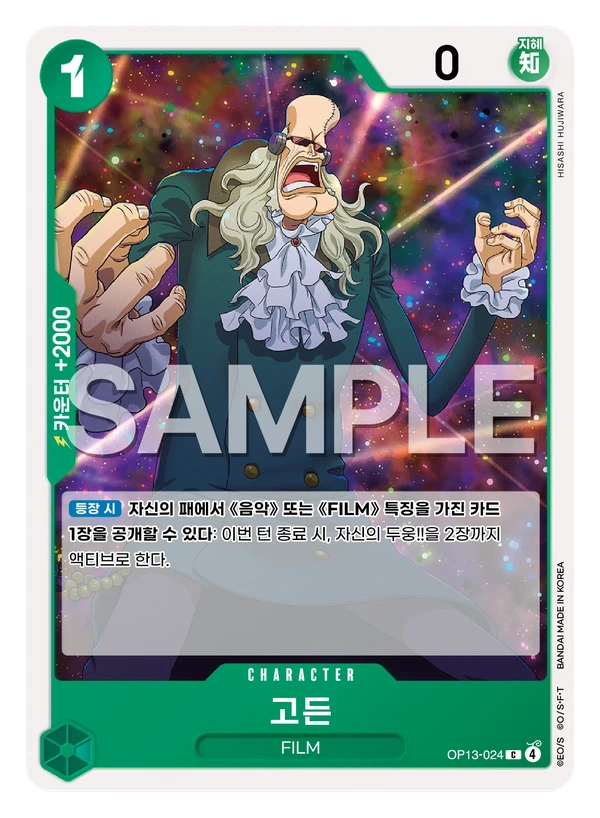 1
0
지혜
知
HISASHI HUJIWARA
⚡카운터 +2000
SAMPLE
등장 시 자신의 패에서 《음악》 또는 《FILM》 특징을 가진 카드
1장을 공개할 수 있다: 이번 턴 종료 시, 자신의 두웅!!을 2장까지
액티브로 한다.
CHARACTER
고든
FILM
OP13-024 C 4
©EO/S ©O/S·F·T BANDAI MADE IN KOREA